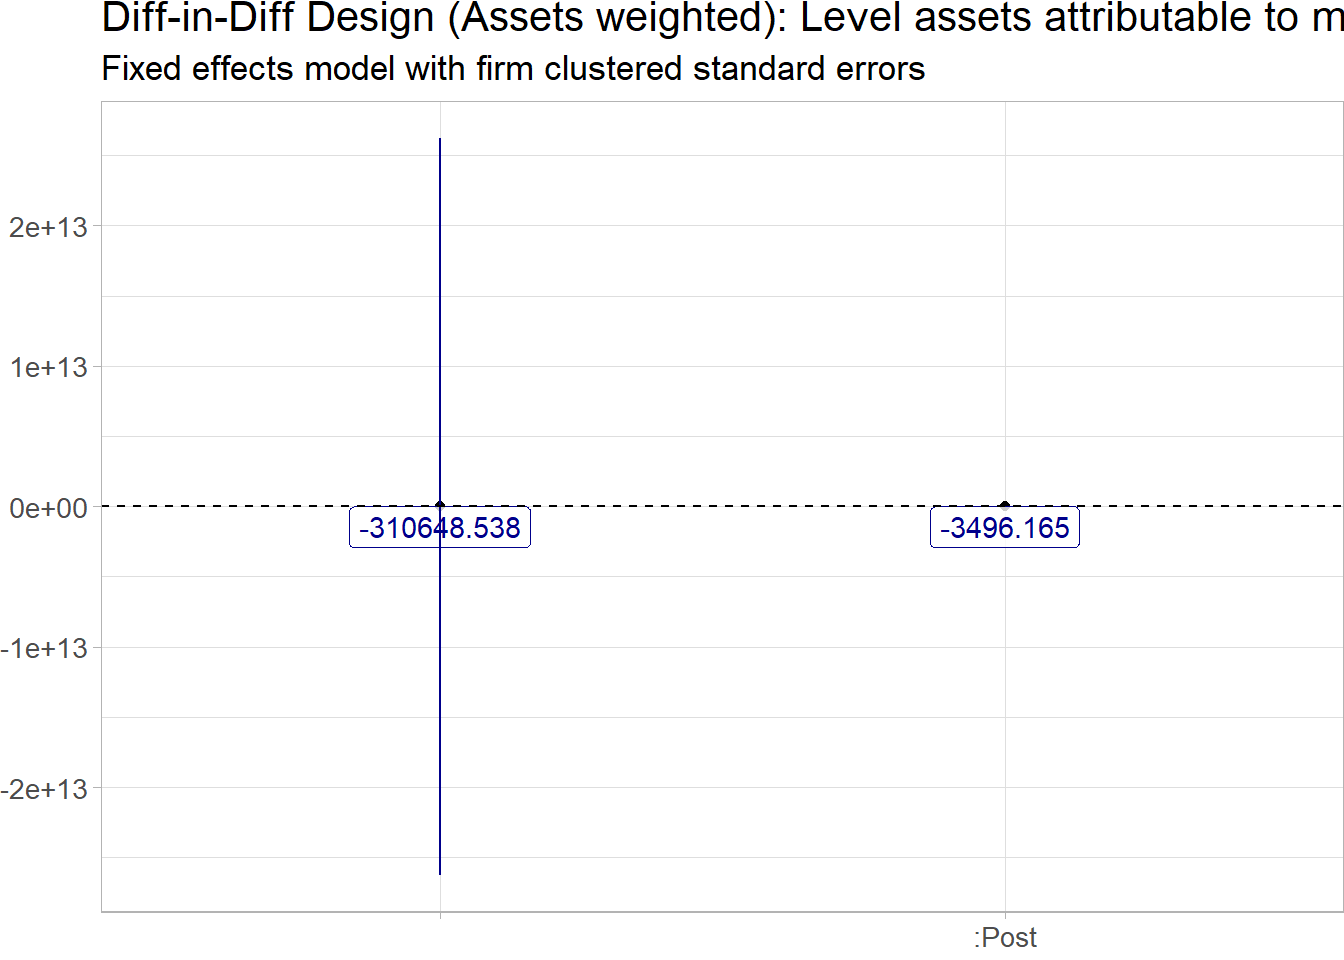 Diff-in-Diff Design (Assets weighted): Level assets attributable to m
Fixed effects model with firm clustered standard errors
2e+13
1e+13
0e+00
-310648.538
-3496.165
-1e+13
-2e+13
:Post